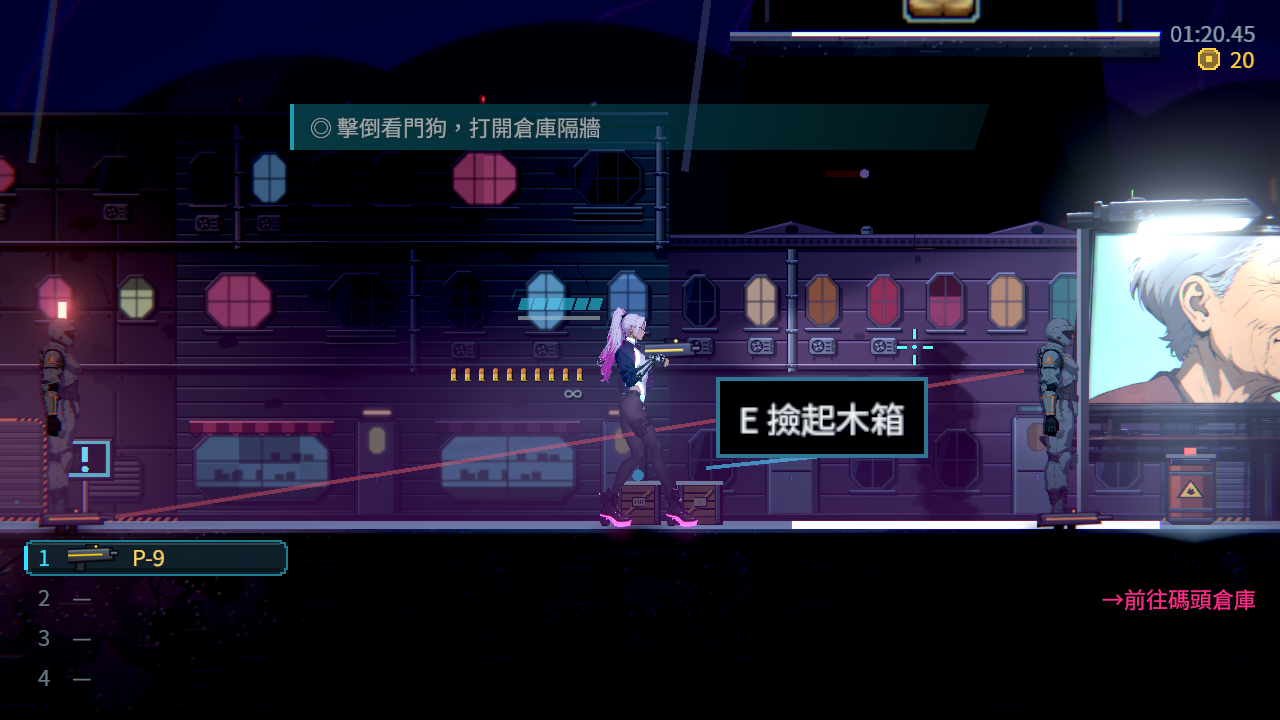 01:20.45
20
◎ 擊倒看門狗，打開倉庫隔牆
∞
E 撿起木箱
!
1 P-9
2 —
3 —
4 —
→前往碼頭倉庫